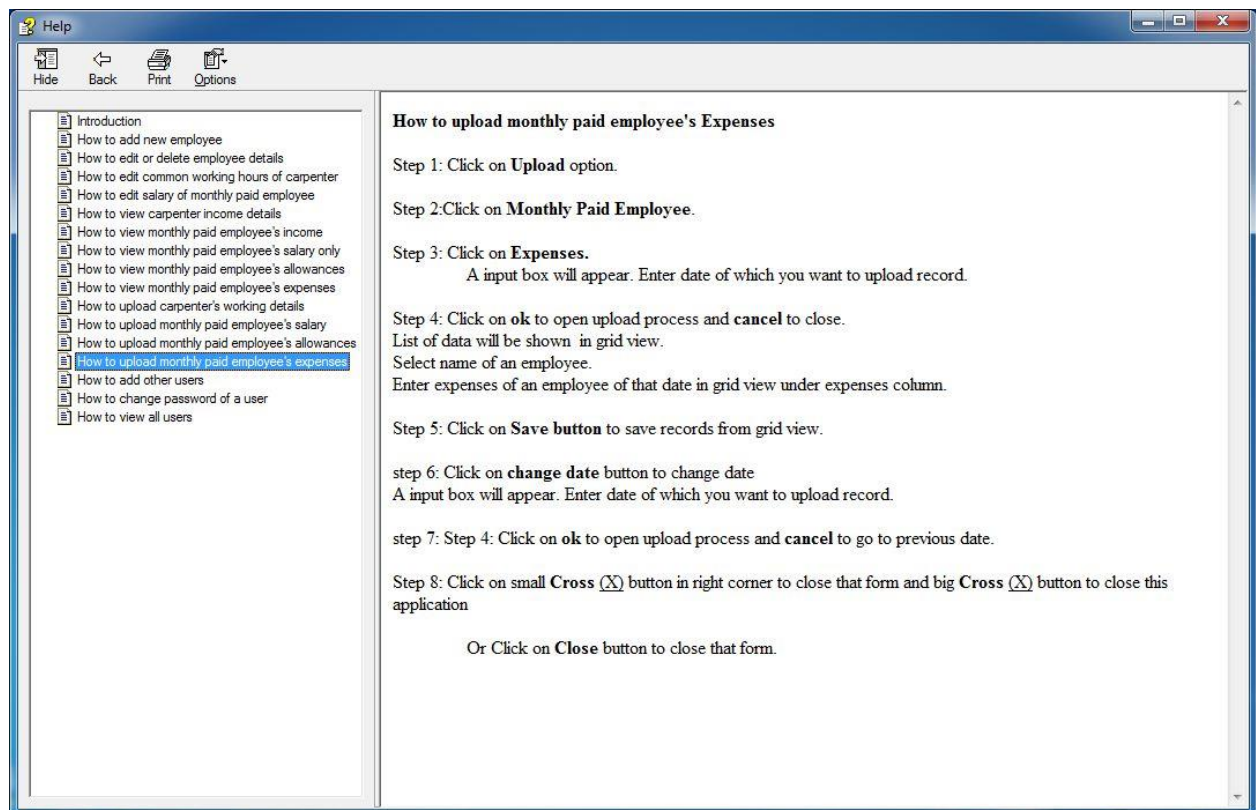 Help
Hide Back Print Options
Introduction
How to add new employee
How to edit or delete employee details
How to edit common working hours of carpenter
How to edit salary of monthly paid employee
How to view carpenter income details
How to view monthly paid employee's income
How to view monthly paid employee's salary only
How to view monthly paid employee's allowances
How to view monthly paid employee's expenses
How to upload carpenter's working details
How to upload monthly paid employee's salary
How to upload monthly paid employee's allowances
How to upload monthly paid employee's expenses
How to add other users
How to change password of a user
How to view all users
How to upload monthly paid employee's Expenses
Step 1: Click on Upload option.
Step 2:Click on Monthly Paid Employee.
Step 3: Click on Expenses.
A input box will appear. Enter date of which you want to upload record.
Step 4: Click on ok to open upload process and cancel to close.
List of data will be shown in grid view.
Select name of an employee.
Enter expenses of an employee of that date in grid view under expenses column.
Step 5: Click on Save button to save records from grid view.
step 6: Click on change date button to change date
A input box will appear. Enter date of which you want to upload record.
step 7: Step 4: Click on ok to open upload process and cancel to go to previous date.
Step 8: Click on small Cross (X) button in right corner to close that form and big Cross (X) button to close this
application
Or Click on Close button to close that form.